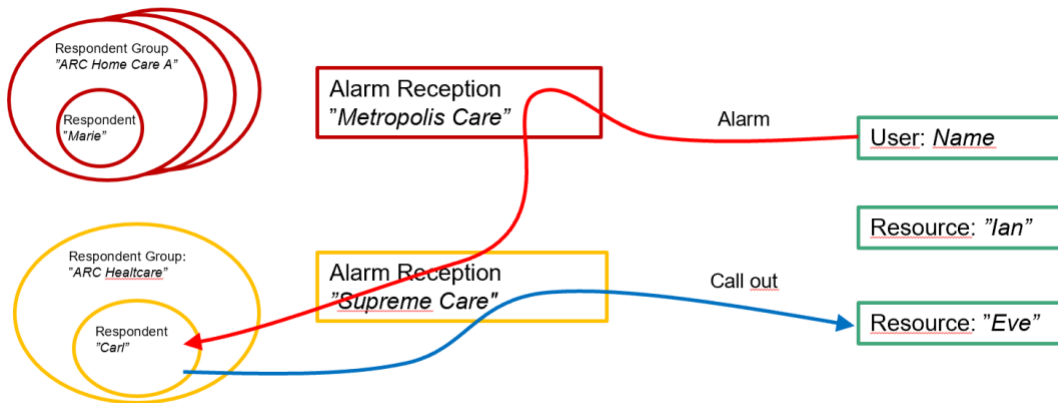 Respondent Group
"ARC Home Care A"
Respondent
"Marie"
Alarm Reception
"Metropolis Care"
Alarm
User: Name
Resource: "Ian"
Respondent Group:
"ARC Healtcare"
Respondent
"Carl"
Alarm Reception
"Supreme Care"
Call out
Resource: "Eve"